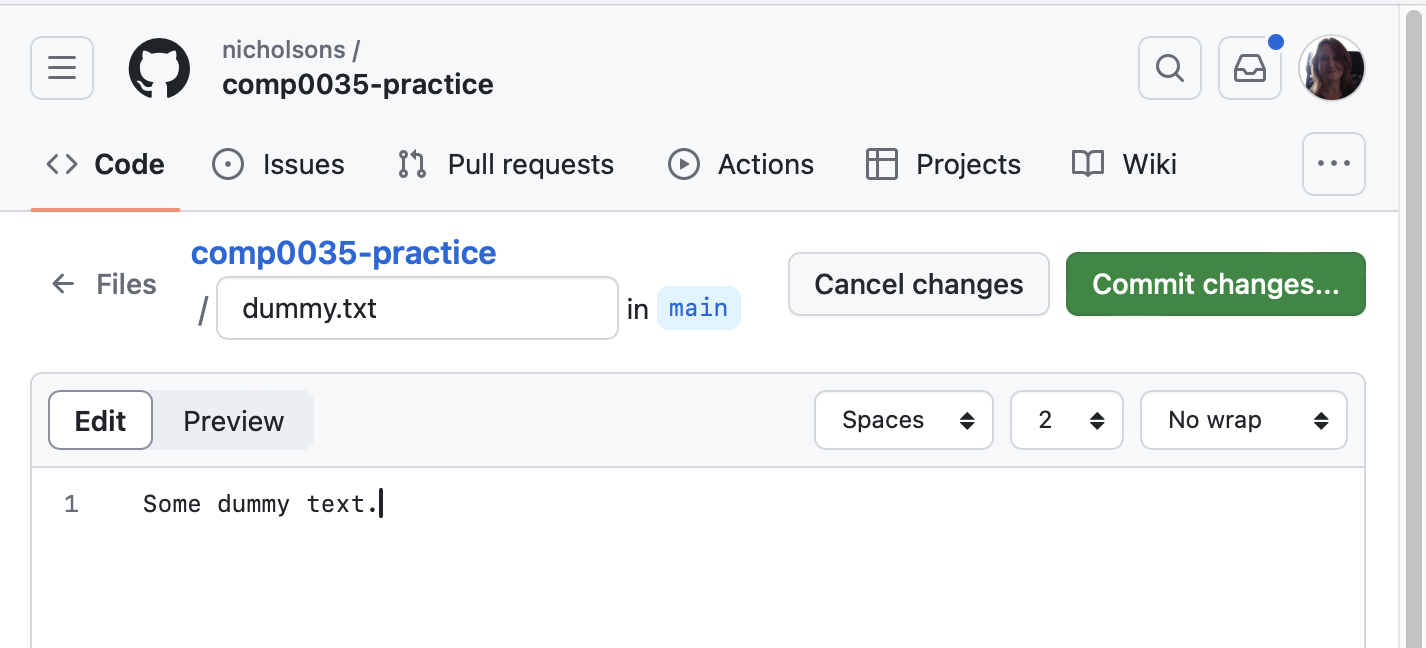 nicholsons /
comp0035-practice
Code Issues Pull requests Actions Projects Wiki
Files
comp0035-practice
/ dummy.txt in main
Cancel changes Commit changes...
Edit Preview Spaces 2 No wrap
1 Some dummy text.